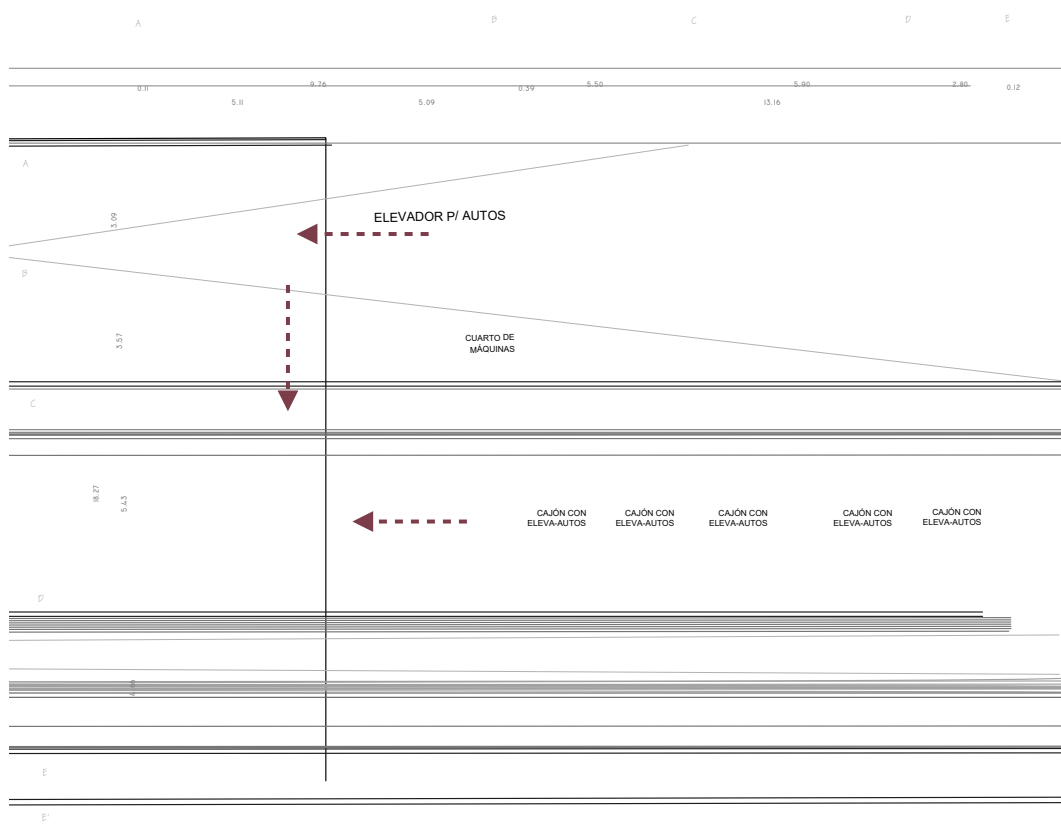 A B C D E
9.76 5.50 5.90 2.80
0.11 0.39 0.12
5.11 5.09 13.16
A
3.09
ELEVADOR P/ AUTOS
B
3.57
CUARTO DE
MÁQUINAS
C
18.27
5.43
CAJÓN CON
ELEVA-AUTOS
CAJÓN CON
ELEVA-AUTOS
CAJÓN CON
ELEVA-AUTOS
CAJÓN CON
ELEVA-AUTOS
CAJÓN CON
ELEVA-AUTOS
D
E
E'